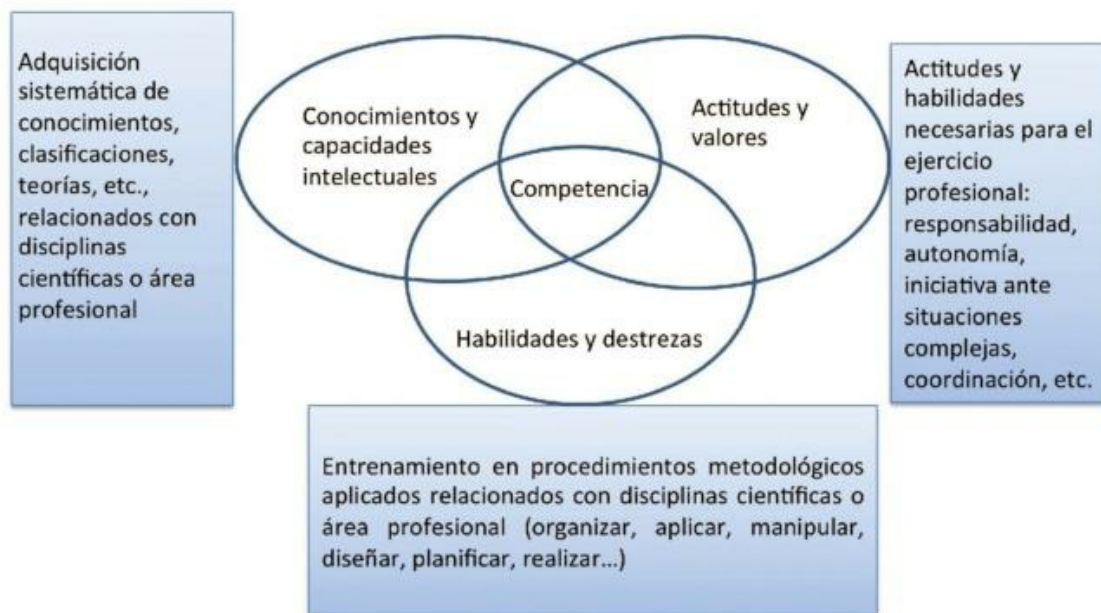 Adquisición
sistemática de
conocimientos,
clasificaciones,
teorías, etc.,
relacionados con
disciplinas
científicas o área
profesional
Conocimientos y
capacidades
intelectuales
Actitudes y
valores
Competencia
Habilidades y destrezas
Actitudes y
habilidades
necesarias para el
ejercicio
profesional:
responsabilidad,
autonomía,
iniciativa ante
situaciones
complejas,
coordinación, etc.
Entrenamiento en procedimientos metodológicos
aplicados relacionados con disciplinas científicas o
área profesional (organizar, aplicar, manipular,
diseñar, planificar, realizar...)